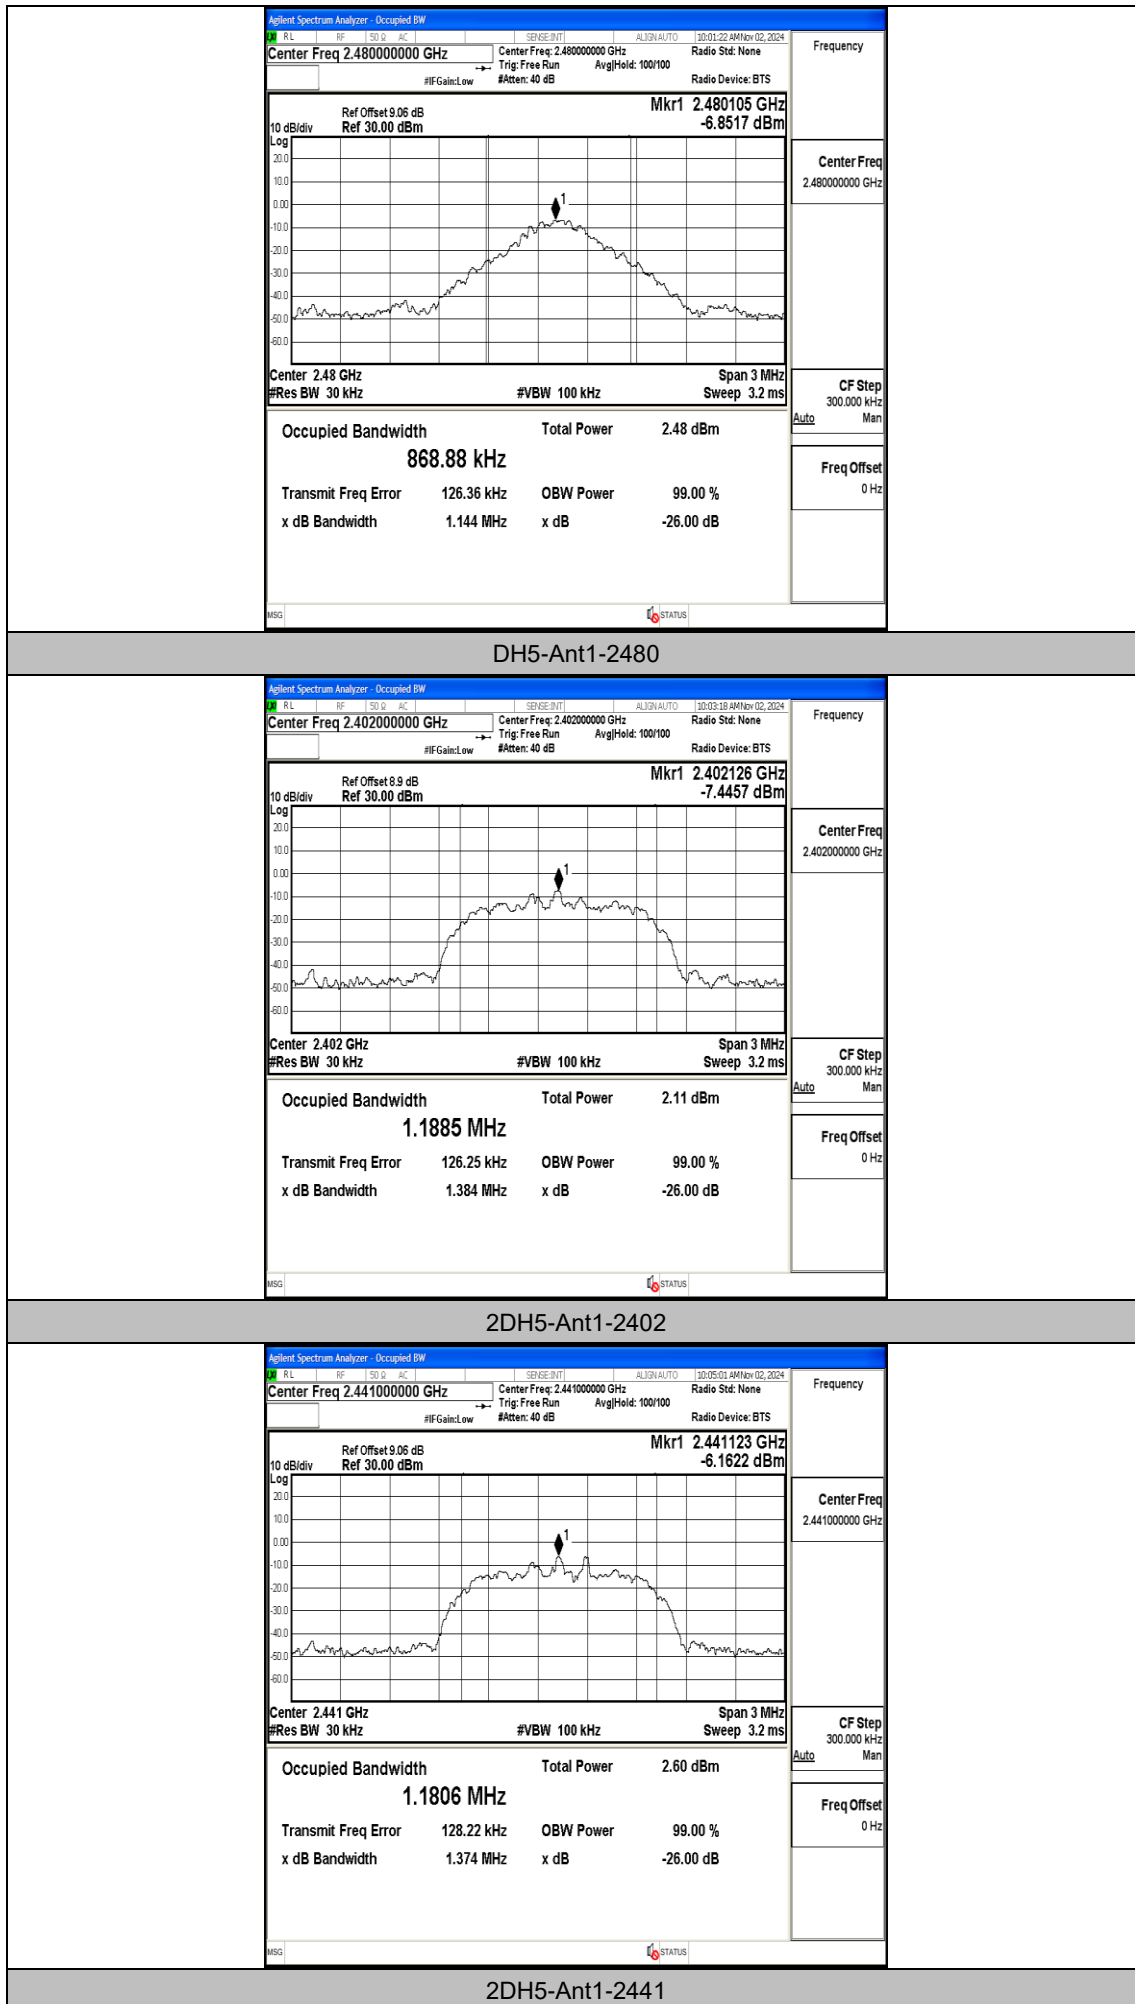 Agilent Spectrum Analyzer - Occupied BW
LXI RL RF 50 Ω AC SENSE:INT ALIGN AUTO 10:01:22 AM Nov 02, 2024
Center Freq 2.480000000 GHz Center Freq: 2.480000000 GHz Radio Std: None Frequency
Trig: Free Run Avg|Hold: 100/100
#IFGain:Low #Atten: 40 dB Radio Device: BTS
Ref Offset 9.06 dB Mkr1 2.480105 GHz
10 dB/div Ref 30.00 dBm -6.8517 dBm
Log
20.0
10.0
0.00
-10.0
-20.0
-30.0
-40.0
-50.0
-60.0
1
Center Freq
2.480000000 GHz
Center 2.48 GHz Span 3 MHz
#Res BW 30 kHz #VBW 100 kHz Sweep 3.2 ms
CF Step
300.000 kHz
Auto Man
Occupied Bandwidth Total Power 2.48 dBm
868.88 kHz
Freq Offset
0 Hz
Transmit Freq Error 126.36 kHz OBW Power 99.00 %
x dB Bandwidth 1.144 MHz x dB -26.00 dB
MSG STATUS
DH5-Ant1-2480
Agilent Spectrum Analyzer - Occupied BW
LXI RL RF 50 Ω AC SENSE:INT ALIGN AUTO 10:03:18 AM Nov 02, 2024
Center Freq 2.402000000 GHz Center Freq: 2.402000000 GHz Radio Std: None Frequency
Trig: Free Run Avg|Hold: 100/100
#IFGain:Low #Atten: 40 dB Radio Device: BTS
Ref Offset 8.9 dB Mkr1 2.402126 GHz
10 dB/div Ref 30.00 dBm -7.4457 dBm
Log
20.0
10.0
0.00
-10.0
-20.0
-30.0
-40.0
-50.0
-60.0
1
Center Freq
2.402000000 GHz
Center 2.402 GHz Span 3 MHz
#Res BW 30 kHz #VBW 100 kHz Sweep 3.2 ms
CF Step
300.000 kHz
Auto Man
Occupied Bandwidth Total Power 2.11 dBm
1.1885 MHz
Freq Offset
0 Hz
Transmit Freq Error 126.25 kHz OBW Power 99.00 %
x dB Bandwidth 1.384 MHz x dB -26.00 dB
MSG STATUS
2DH5-Ant1-2402
Agilent Spectrum Analyzer - Occupied BW
LXI RL RF 50 Ω AC SENSE:INT ALIGN AUTO 10:05:01 AM Nov 02, 2024
Center Freq 2.441000000 GHz Center Freq: 2.441000000 GHz Radio Std: None Frequency
Trig: Free Run Avg|Hold: 100/100
#IFGain:Low #Atten: 40 dB Radio Device: BTS
Ref Offset 9.06 dB Mkr1 2.441123 GHz
10 dB/div Ref 30.00 dBm -6.1622 dBm
Log
20.0
10.0
0.00
-10.0
-20.0
-30.0
-40.0
-50.0
-60.0
1
Center Freq
2.441000000 GHz
Center 2.441 GHz Span 3 MHz
#Res BW 30 kHz #VBW 100 kHz Sweep 3.2 ms
CF Step
300.000 kHz
Auto Man
Occupied Bandwidth Total Power 2.60 dBm
1.1806 MHz
Freq Offset
0 Hz
Transmit Freq Error 128.22 kHz OBW Power 99.00 %
x dB Bandwidth 1.374 MHz x dB -26.00 dB
MSG STATUS
2DH5-Ant1-2441